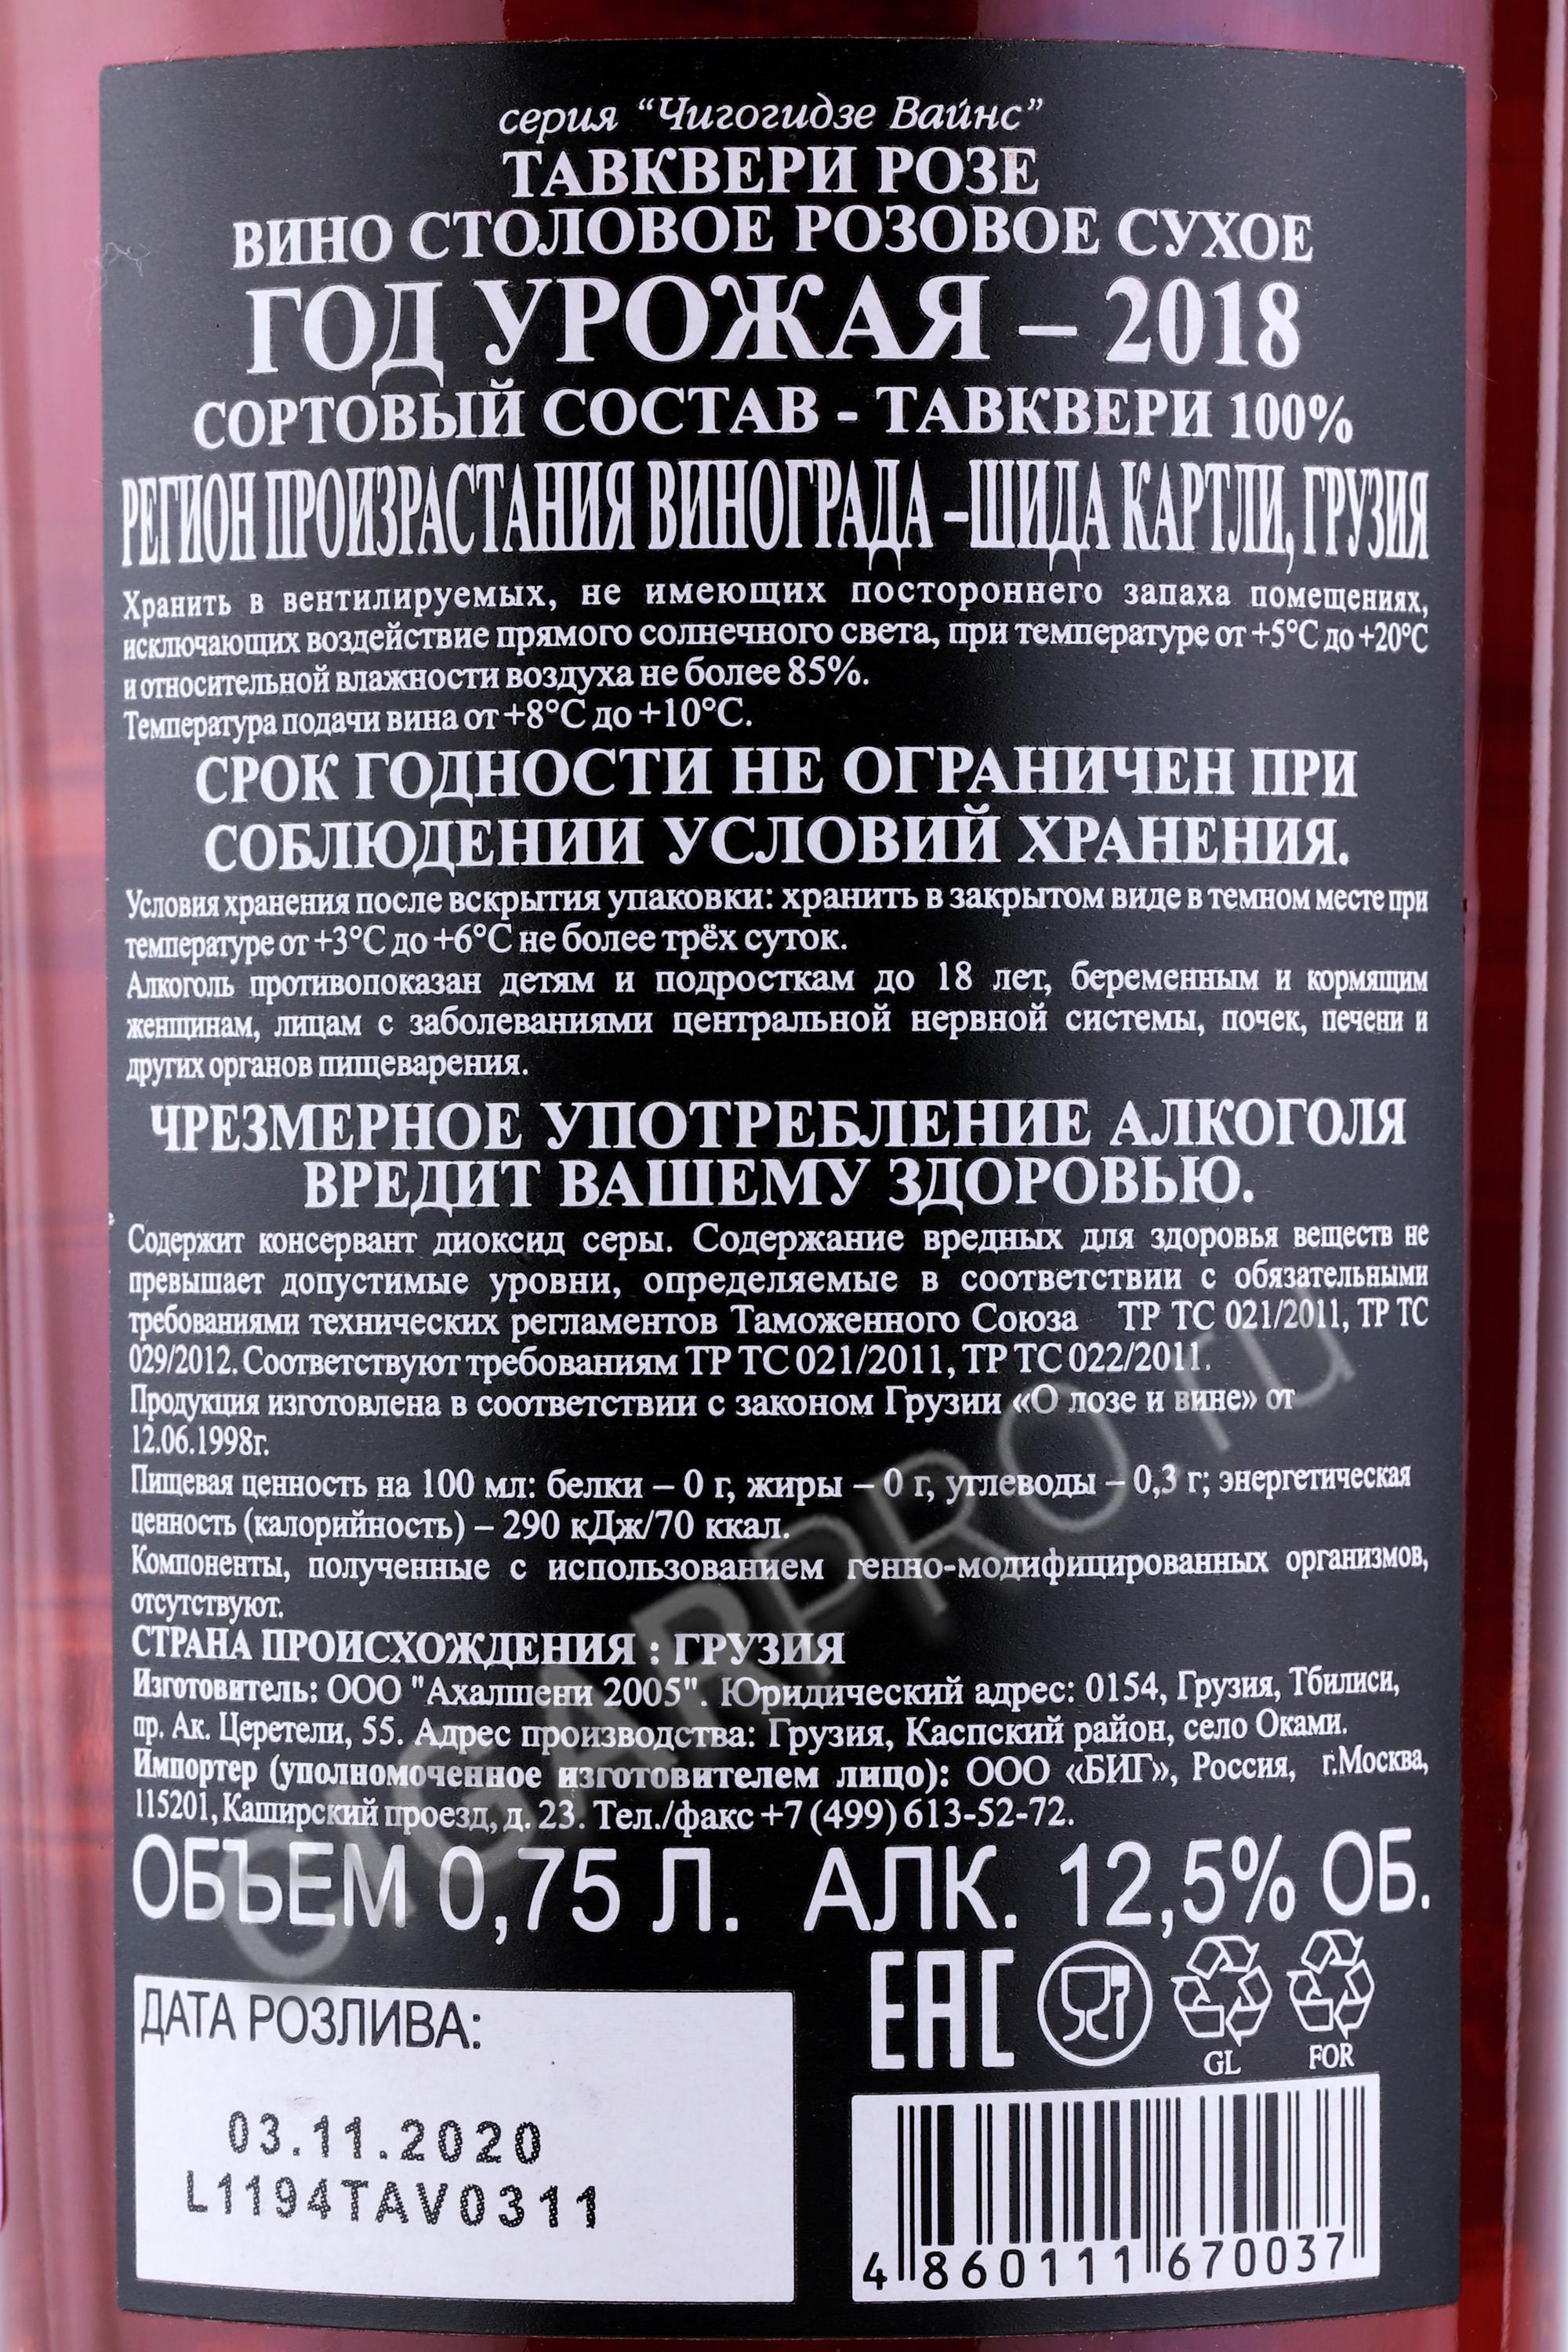 серия “Чигогидзе Вайнс”
ТАВКВЕРИ РОЗЕ
ВИНО СТОЛОВОЕ РОЗОВОЕ СУХОЕ
ГОД УРОЖАЯ – 2018
СОРТОВЫЙ СОСТАВ - ТАВКВЕРИ 100%
РЕГИОН ПРОИЗРАСТАНИЯ ВИНОГРАДА –ШИДА КАРТЛИ, ГРУЗИЯ
Хранить в вентилируемых, не имеющих постороннего запаха помещениях,
исключающих воздействие прямого солнечного света, при температуре от +5°С до +20°С
и относительной влажности воздуха не более 85%.
Температура подачи вина от +8°С до +10°С.
СРОК ГОДНОСТИ НЕ ОГРАНИЧЕН ПРИ
СОБЛЮДЕНИИ УСЛОВИЙ ХРАНЕНИЯ.
Условия хранения после вскрытия упаковки: хранить в закрытом виде в темном месте при
температуре от +3°С до +6°С не более трёх суток.
Алкоголь противопоказан детям и подросткам до 18 лет, беременным и кормящим
женщинам, лицам с заболеваниями центральной нервной системы, почек, печени и
других органов пищеварения.
ЧРЕЗМЕРНОЕ УПОТРЕБЛЕНИЕ АЛКОГОЛЯ
ВРЕДИТ ВАШЕМУ ЗДОРОВЬЮ.
Содержит консервант диоксид серы. Содержание вредных для здоровья веществ не
превышает допустимые уровни, определяемые в соответствии с обязательными
требованиями технических регламентов Таможенного Союза ТР ТС 021/2011, ТР ТС
029/2012. Соответствуют требованиям ТР ТС 021/2011, ТР ТС 022/2011.
Продукция изготовлена в соответствии с законом Грузии «О лозе и вине» от
12.06.1998г.
Пищевая ценность на 100 мл: белки – 0 г, жиры – 0 г, углеводы – 0,3 г; энергетическая
ценность (калорийность) – 290 кДж/70 ккал.
Компоненты, полученные с использованием генно-модифицированных организмов,
отсутствуют.
СТРАНА ПРОИСХОЖДЕНИЯ : ГРУЗИЯ
Изготовитель: ООО "Ахалшени 2005". Юридический адрес: 0154, Грузия, Тбилиси,
пр. Ак. Церетели, 55. Адрес производства: Грузия, Каспский район, село Оками.
Импортер (уполномоченное изготовителем лицо): ООО «БИГ», Россия, г.Москва,
115201, Каширский проезд, д. 23. Тел./факс +7 (499) 613-52-72.
ОБЪЕМ 0,75 Л. АЛК. 12,5% ОБ.
EAC
GL FOR
ДАТА РОЗЛИВА:
03.11.2020
L1194TAV0311
4 860111 670037
CIGARPRO.ru